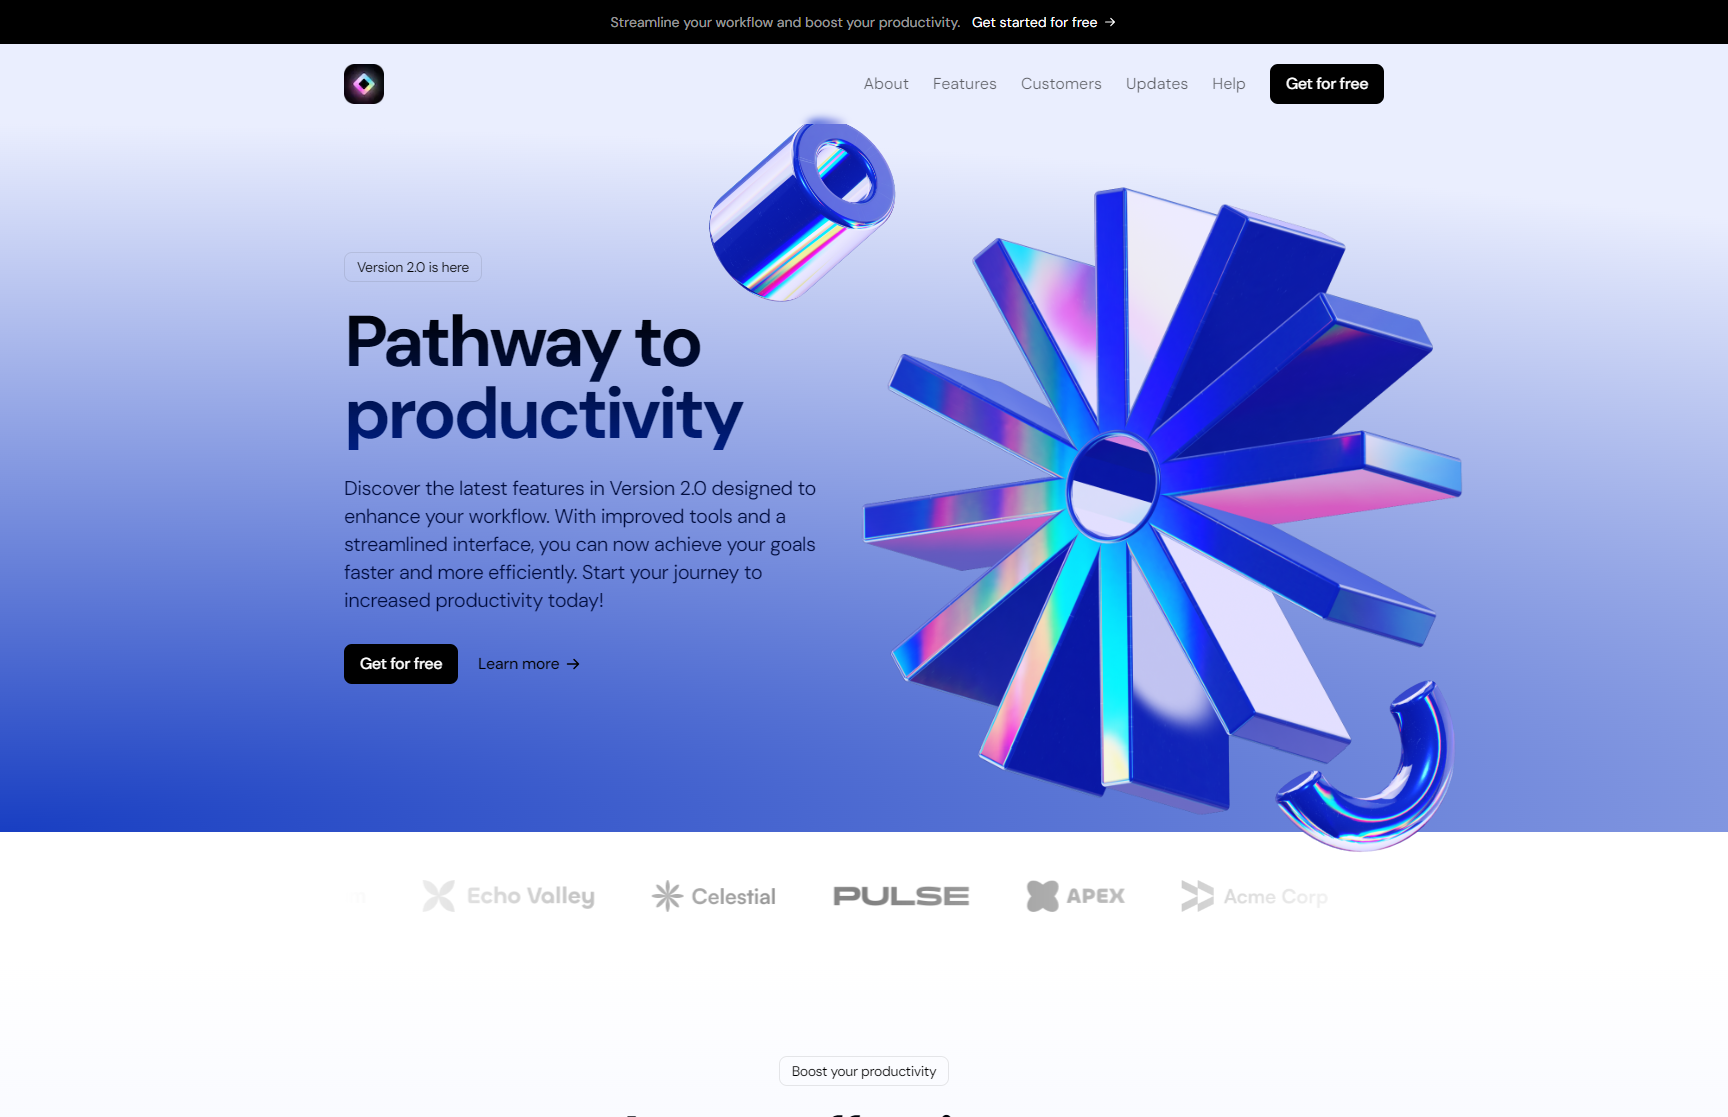 Streamline your workflow and boost your productivity. Get started for free →
About Features Customers Updates Help Get for free
Version 2.0 is here
Pathway to
productivity
Discover the latest features in Version 2.0 designed to
enhance your workflow. With improved tools and a
streamlined interface, you can now achieve your goals
faster and more efficiently. Start your journey to
increased productivity today!
Get for free Learn more →
Echo Valley Celestial PULSE APEX Acme Corp
Boost your productivity